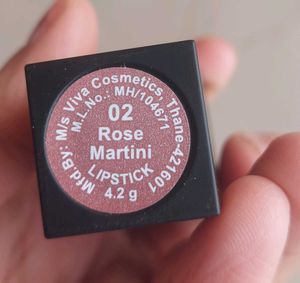 Mfd.By: M/s Viva Cosmetics, Thane-421601
M.L.No.: MH/104671
02
Rose
Martini
LIPSTICK
4.2 g